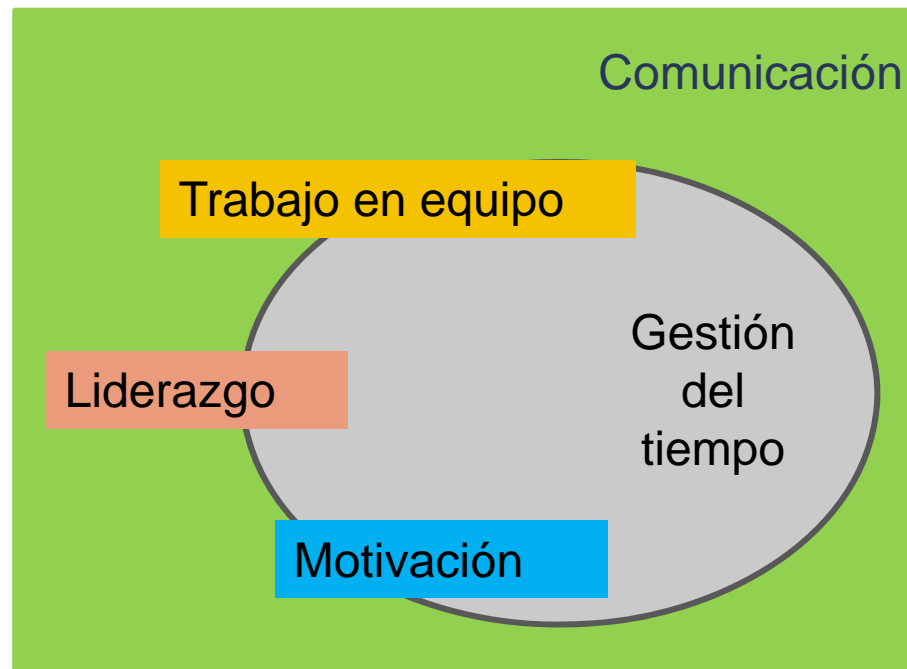 Comunicación
Trabajo en equipo
Gestión
del
tiempo
Liderazgo
Motivación